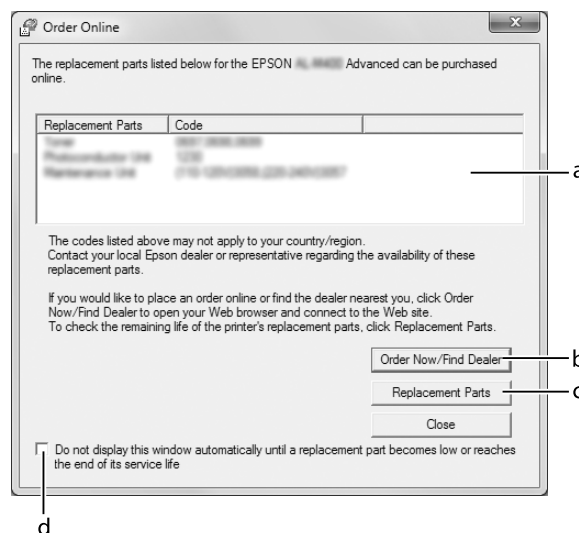 Order Online
x
The replacement parts listed below for the EPSON Advanced can be purchased
online.
Replacement Parts Code
a
The codes listed above may not apply to your country/region.
Contact your local Epson dealer or representative regarding the availability of these
replacement parts.
If you would like to place an order online or find the dealer nearest you, click Order
Now/Find Dealer to open your Web browser and connect to the Web site.
To check the remaining life of the printer's replacement parts, click Replacement Parts.
Order Now/Find Dealer
b
Replacement Parts
c
Close
Do not display this window automatically until a replacement part becomes low or reaches
the end of its service life
d